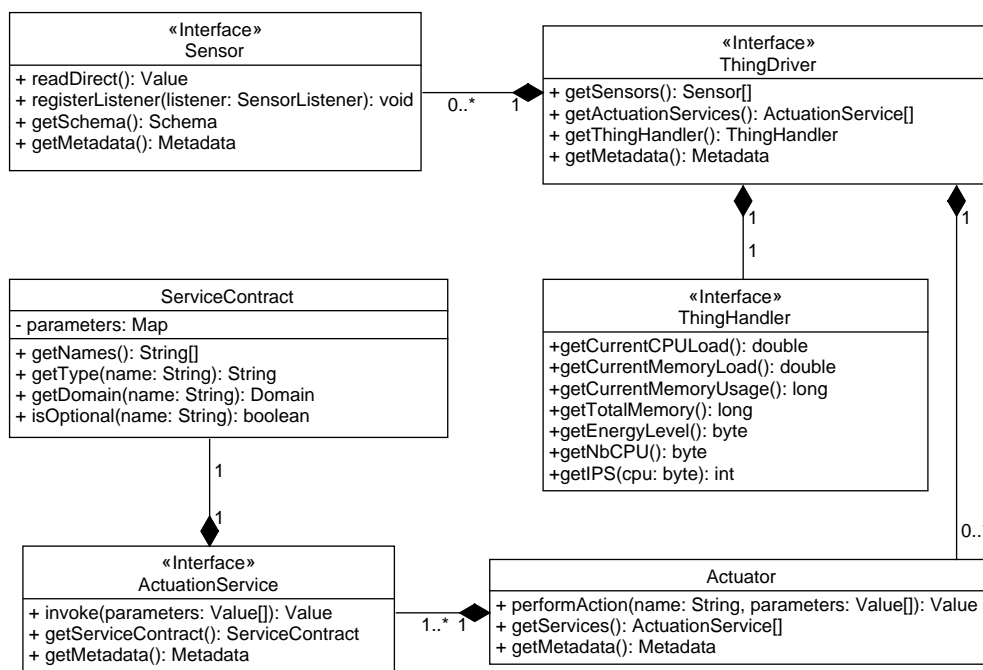 «Interface»
Sensor
+ readDirect(): Value
+ registerListener(listener: SensorListener): void
+ getSchema(): Schema
+ getMetadata(): Metadata
0..*
1
«Interface»
ThingDriver
+ getSensors(): Sensor[]
+ getActuationServices(): ActuationService[]
+ getThingHandler(): ThingHandler
+ getMetadata(): Metadata
1
1
1
ServiceContract
- parameters: Map
+ getNames(): String[]
+ getType(name: String): String
+ getDomain(name: String): Domain
+ isOptional(name: String): boolean
«Interface»
ThingHandler
+getCurrentCPULoad(): double
+getCurrentMemoryLoad(): double
+getCurrentMemoryUsage(): long
+getTotalMemory(): long
+getEnergyLevel(): byte
+getNbCPU(): byte
+getIPS(cpu: byte): int
1
1
0..
«Interface»
ActuationService
+ invoke(parameters: Value[]): Value
+ getServiceContract(): ServiceContract
+ getMetadata(): Metadata
1..*
1
Actuator
+ performAction(name: String, parameters: Value[]): Value
+ getServices(): ActuationService[]
+ getMetadata(): Metadata